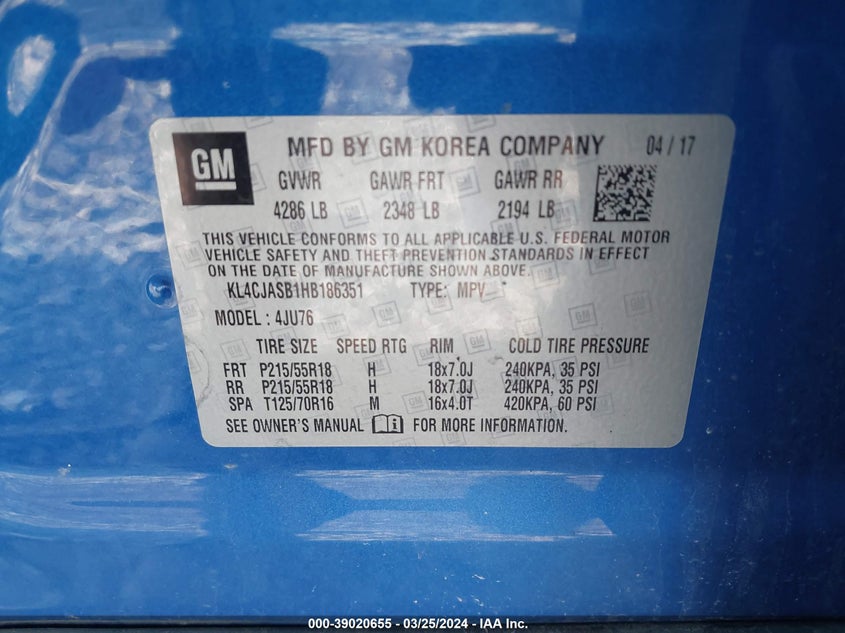 GM MFD BY GM KOREA COMPANY 04 / 17
GVWR GAWR FRT GAWR RR
4286 LB 2348 LB 2194 LB
THIS VEHICLE CONFORMS TO ALL APPLICABLE U.S. FEDERAL MOTOR
VEHICLE SAFETY AND THEFT PREVENTION STANDARDS IN EFFECT
ON THE DATE OF MANUFACTURE SHOWN ABOVE.
KL4CJASB1HB186351 TYPE: MPV
MODEL : 4JU76
TIRE SIZE SPEED RTG RIM COLD TIRE PRESSURE
FRT P215/55R18 H 18x7.0J 240KPA, 35 PSI
RR P215/55R18 H 18x7.0J 240KPA, 35 PSI
SPA T125/70R16 M 16x4.0T 420KPA, 60 PSI
SEE OWNER'S MANUAL FOR MORE INFORMATION.
000-39020655 - 03/25/2024 - IAA Inc.